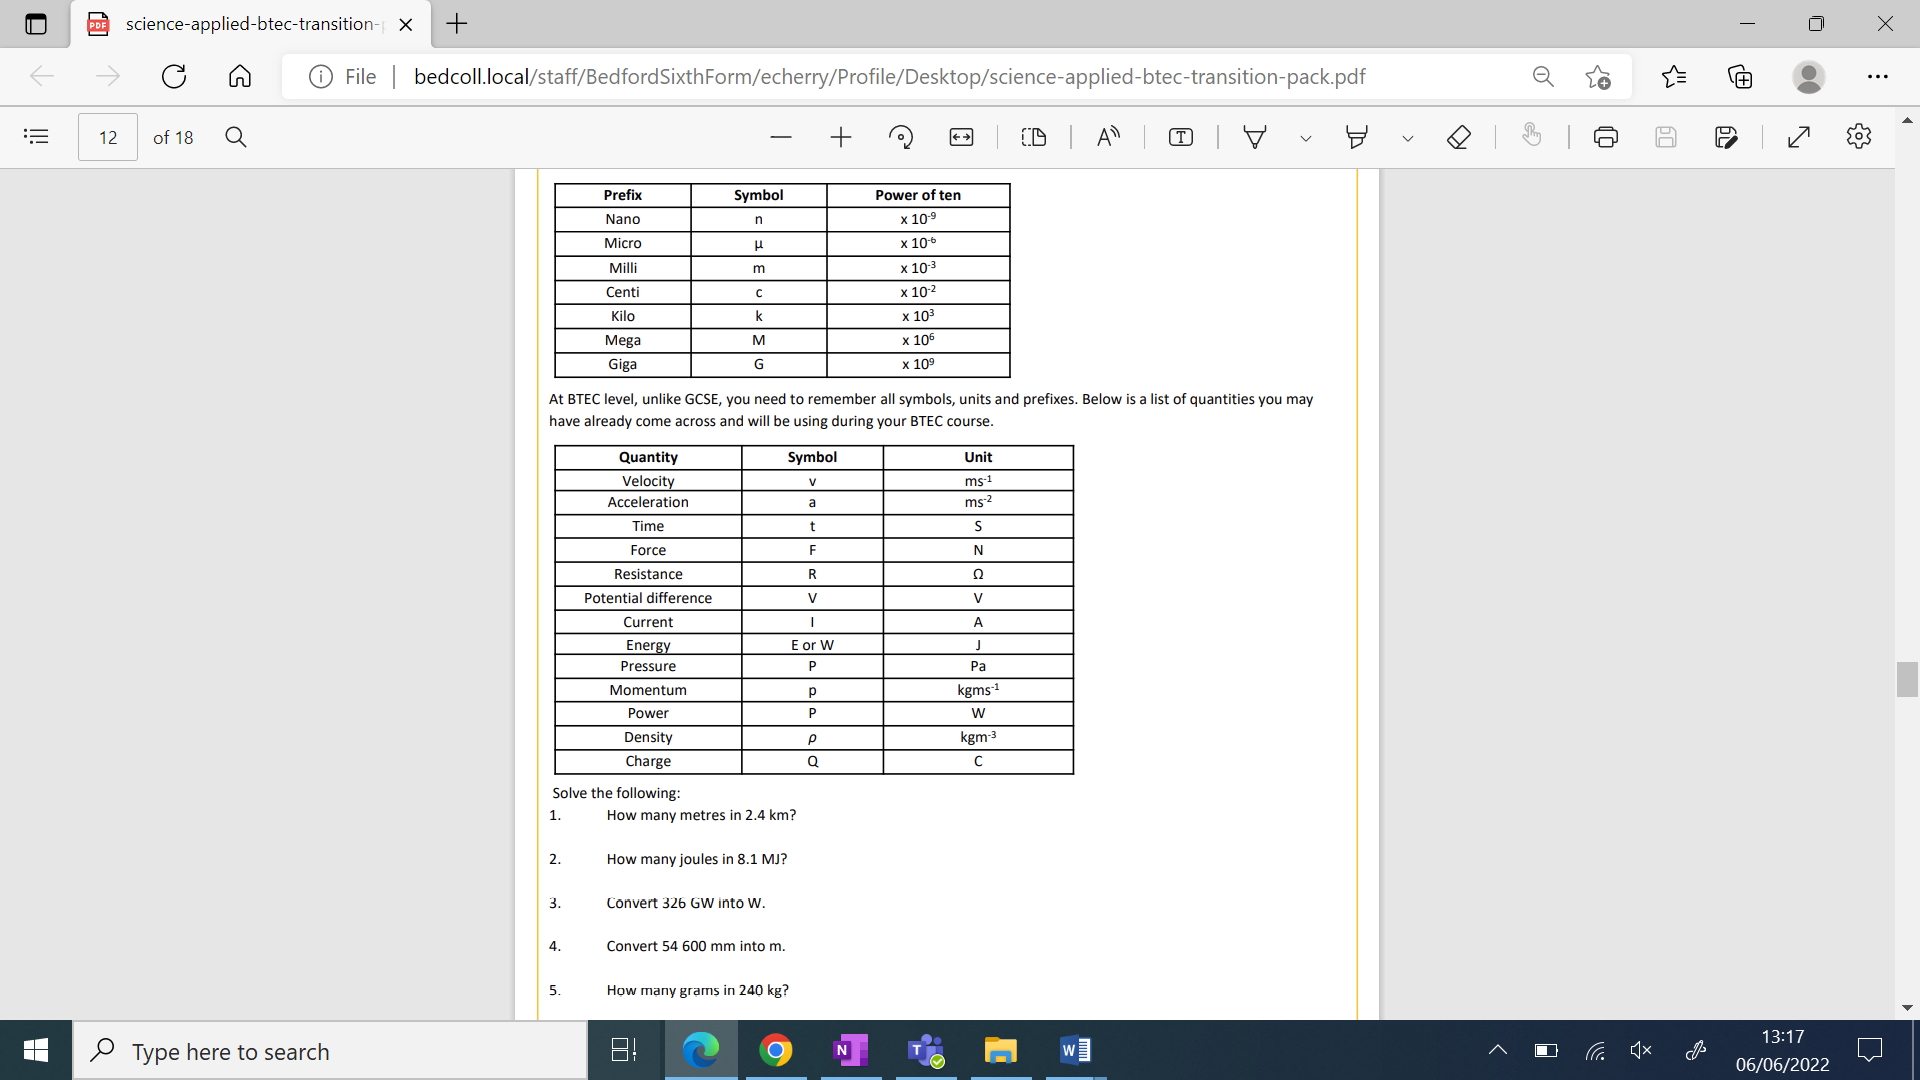 science-applied-btec-transition-p
File | bedcoll.local/staff/BedfordSixthForm/echerry/Profile/Desktop/science-applied-btec-transition-pack.pdf
12 of 18
Prefix Symbol Power of ten
Nano n x 10⁻⁹
Micro μ x 10⁻⁶
Milli m x 10⁻³
Centi c x 10⁻²
Kilo k x 10³
Mega M x 10⁶
Giga G x 10⁹
At BTEC level, unlike GCSE, you need to remember all symbols, units and prefixes. Below is a list of quantities you may
have already come across and will be using during your BTEC course.
Quantity Symbol Unit
Velocity v ms⁻¹
Acceleration a ms⁻²
Time t S
Force F N
Resistance R Ω
Potential difference V V
Current I A
Energy E or W J
Pressure P Pa
Momentum p kgms⁻¹
Power P W
Density ρ kgm⁻³
Charge Q C
Solve the following:
1. How many metres in 2.4 km?
2. How many joules in 8.1 MJ?
3. Convert 326 GW into W.
4. Convert 54 600 mm into m.
5. How many grams in 240 kg?
Type here to search
13:17
06/06/2022